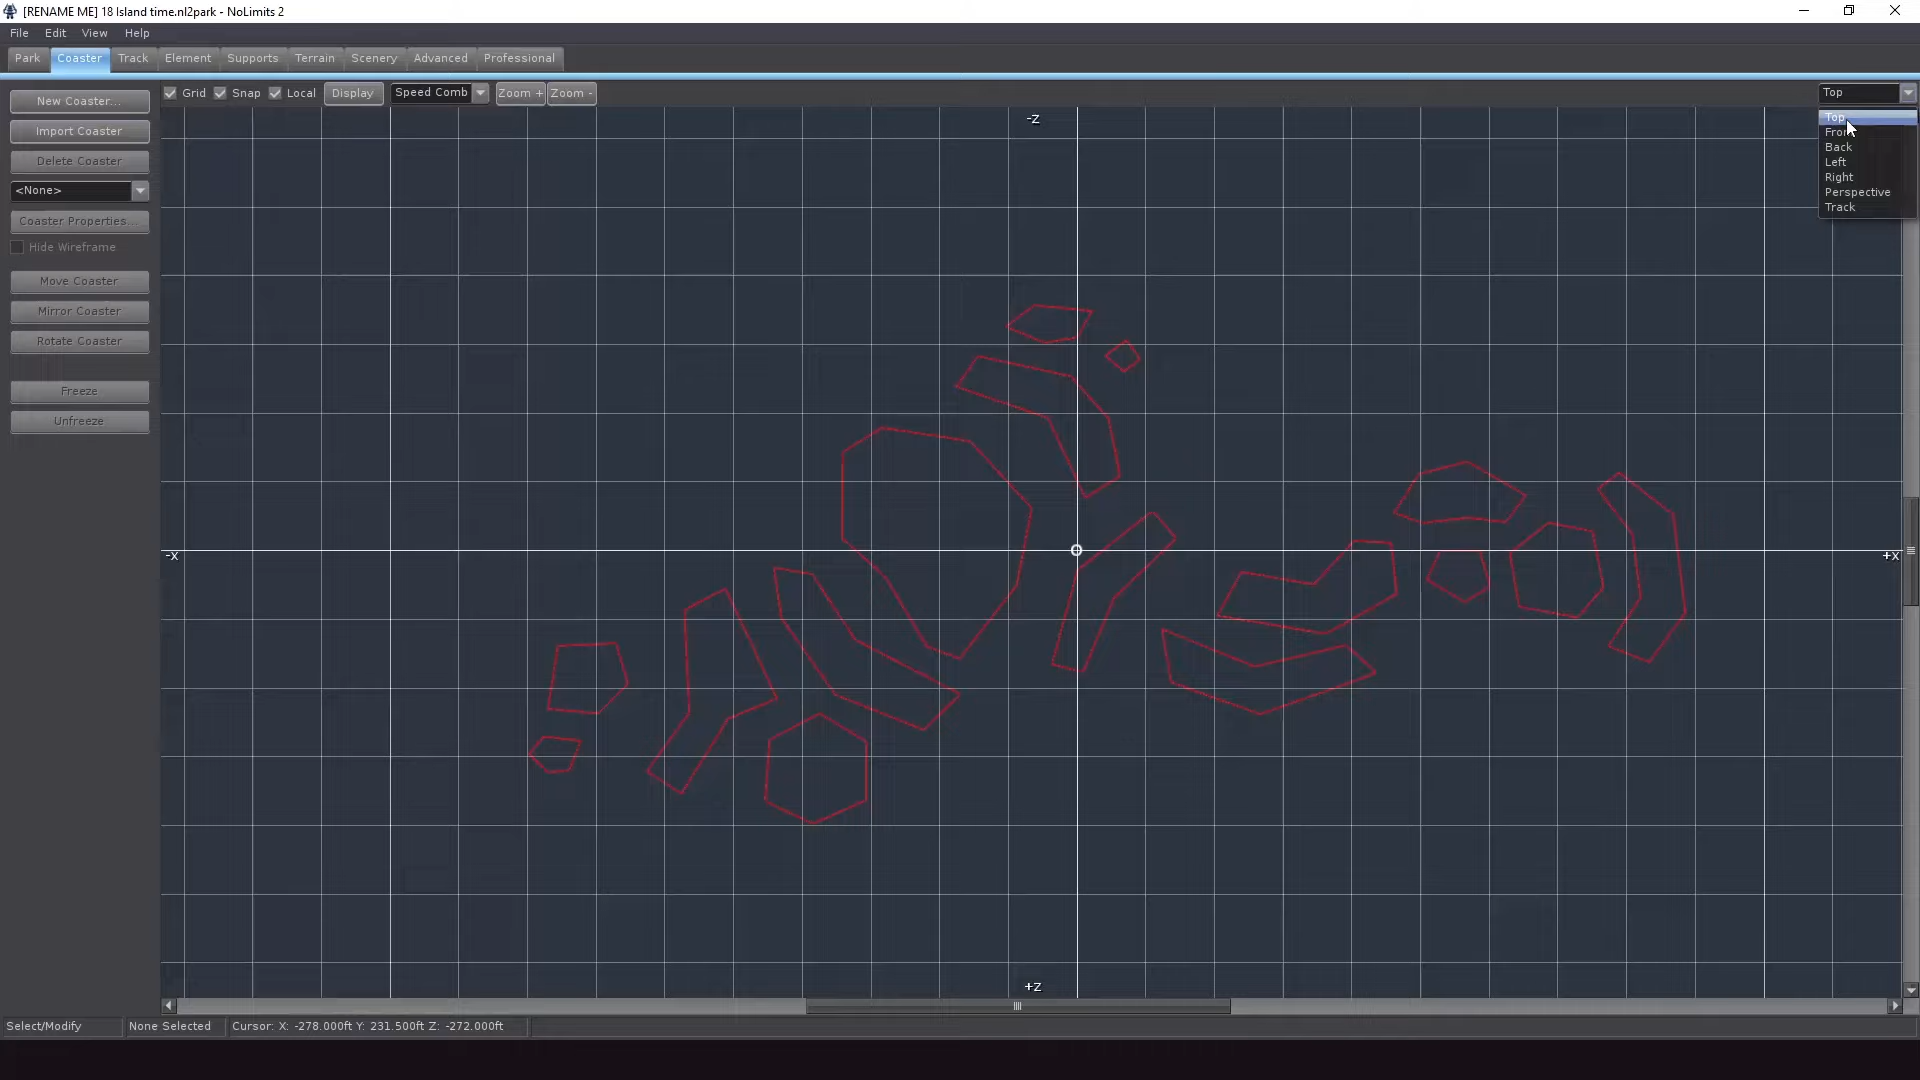 [RENAME ME] 18 Island time.nl2park - NoLimits 2
File Edit View Help
Park Coaster Track Element Supports Terrain Scenery Advanced Professional
New Coaster...
Import Coaster
Delete Coaster
<None>
Coaster Properties...
Hide Wireframe
Move Coaster
Mirror Coaster
Rotate Coaster
Freeze
Unfreeze
Grid Snap Local Display Speed Comb Zoom + Zoom - Top
Top
Front
Back
Left
Right
Perspective
Track
-Z
-X
+X
+Z
Select/Modify None Selected Cursor: X: -278.000ft Y: 231.500ft Z: -272.000ft